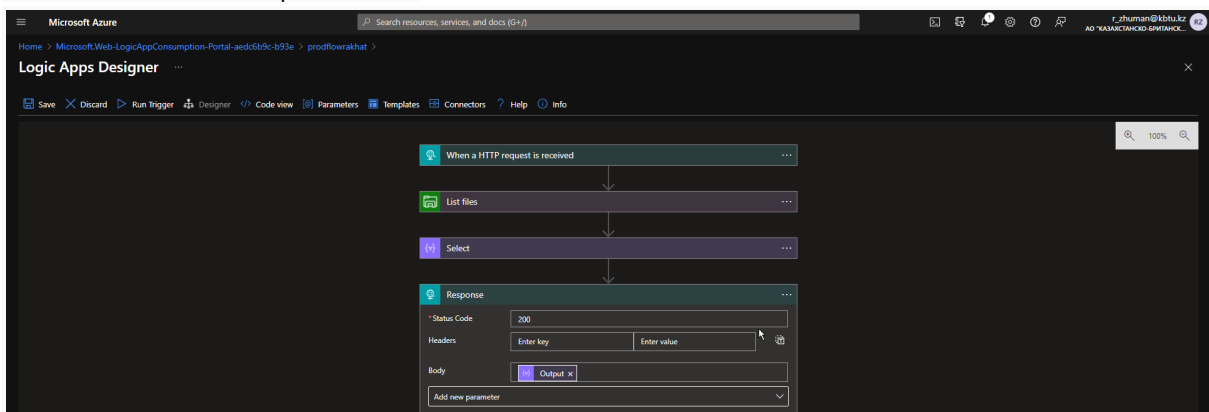 Microsoft Azure
Search resources, services, and docs (G+/)
r_zhuman@kbtu.kz
АО "КАЗАХСТАНСКО-БРИТАНСК...
RZ
Home > Microsoft.Web-LogicAppConsumption-Portal-aedc6b9c-b93e > prodflowrakhat >
Logic Apps Designer ...
Save Discard Run Trigger Designer Code view Parameters Templates Connectors Help Info
100%
When a HTTP request is received
List files
Select
Response
*Status Code 200
Headers Enter key Enter value
Body Output ×
Add new parameter